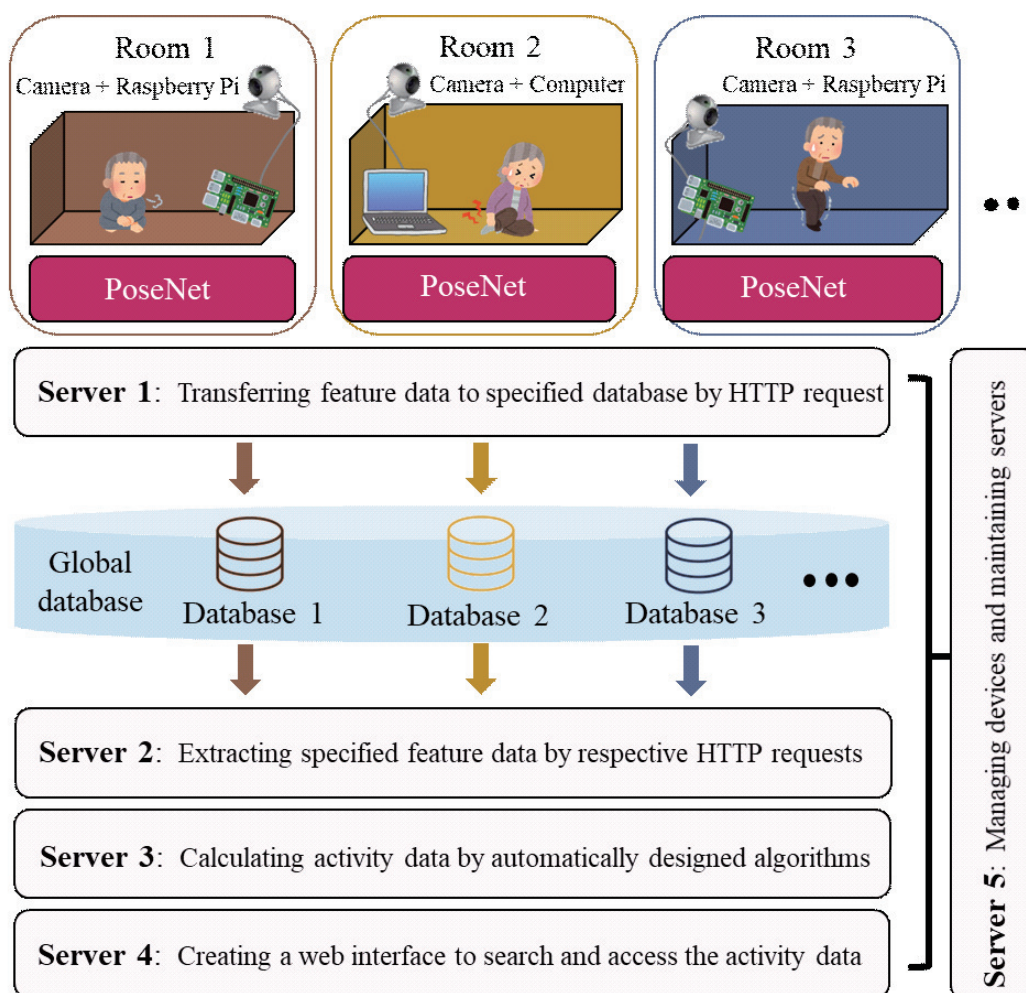 Room 1
Camera + Raspberry Pi
PoseNet
Room 2
Camera + Computer
PoseNet
Room 3
Camera + Raspberry Pi
PoseNet
Server 1: Transferring feature data to specified database by HTTP request
Global
database
Database 1
Database 2
Database 3
Server 2: Extracting specified feature data by respective HTTP requests
Server 3: Calculating activity data by automatically designed algorithms
Server 4: Creating a web interface to search and access the activity data
Server 5: Managing devices and maintaining servers